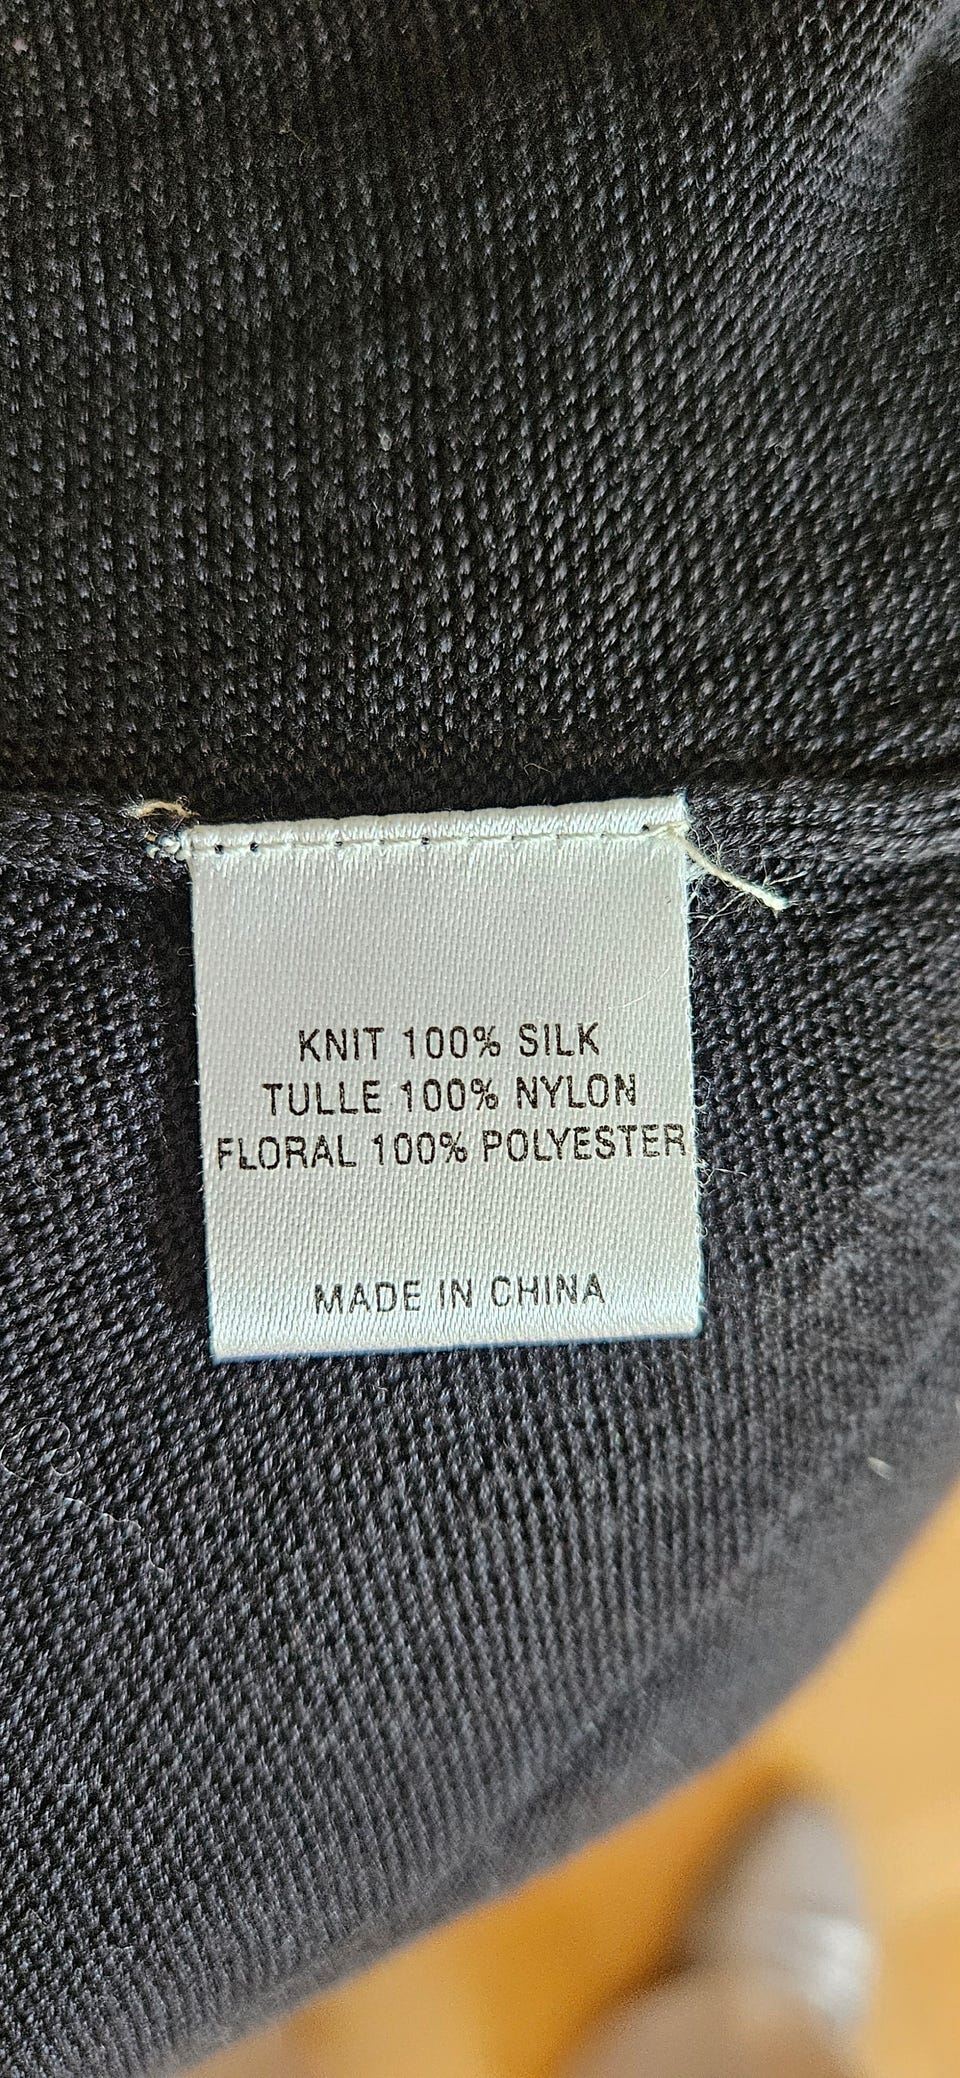 KNIT 100% SILK
TULLE 100% NYLON
FLORAL 100% POLYESTER
MADE IN CHINA